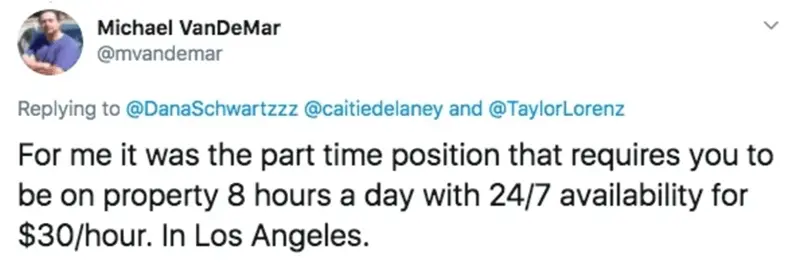 Michael VanDeMar
@mvandemar
Replying to @DanaSchwartzzz @caitiedelaney and @TaylorLorenz
For me it was the part time position that requires you to
be on property 8 hours a day with 24/7 availability for
$30/hour. In Los Angeles.